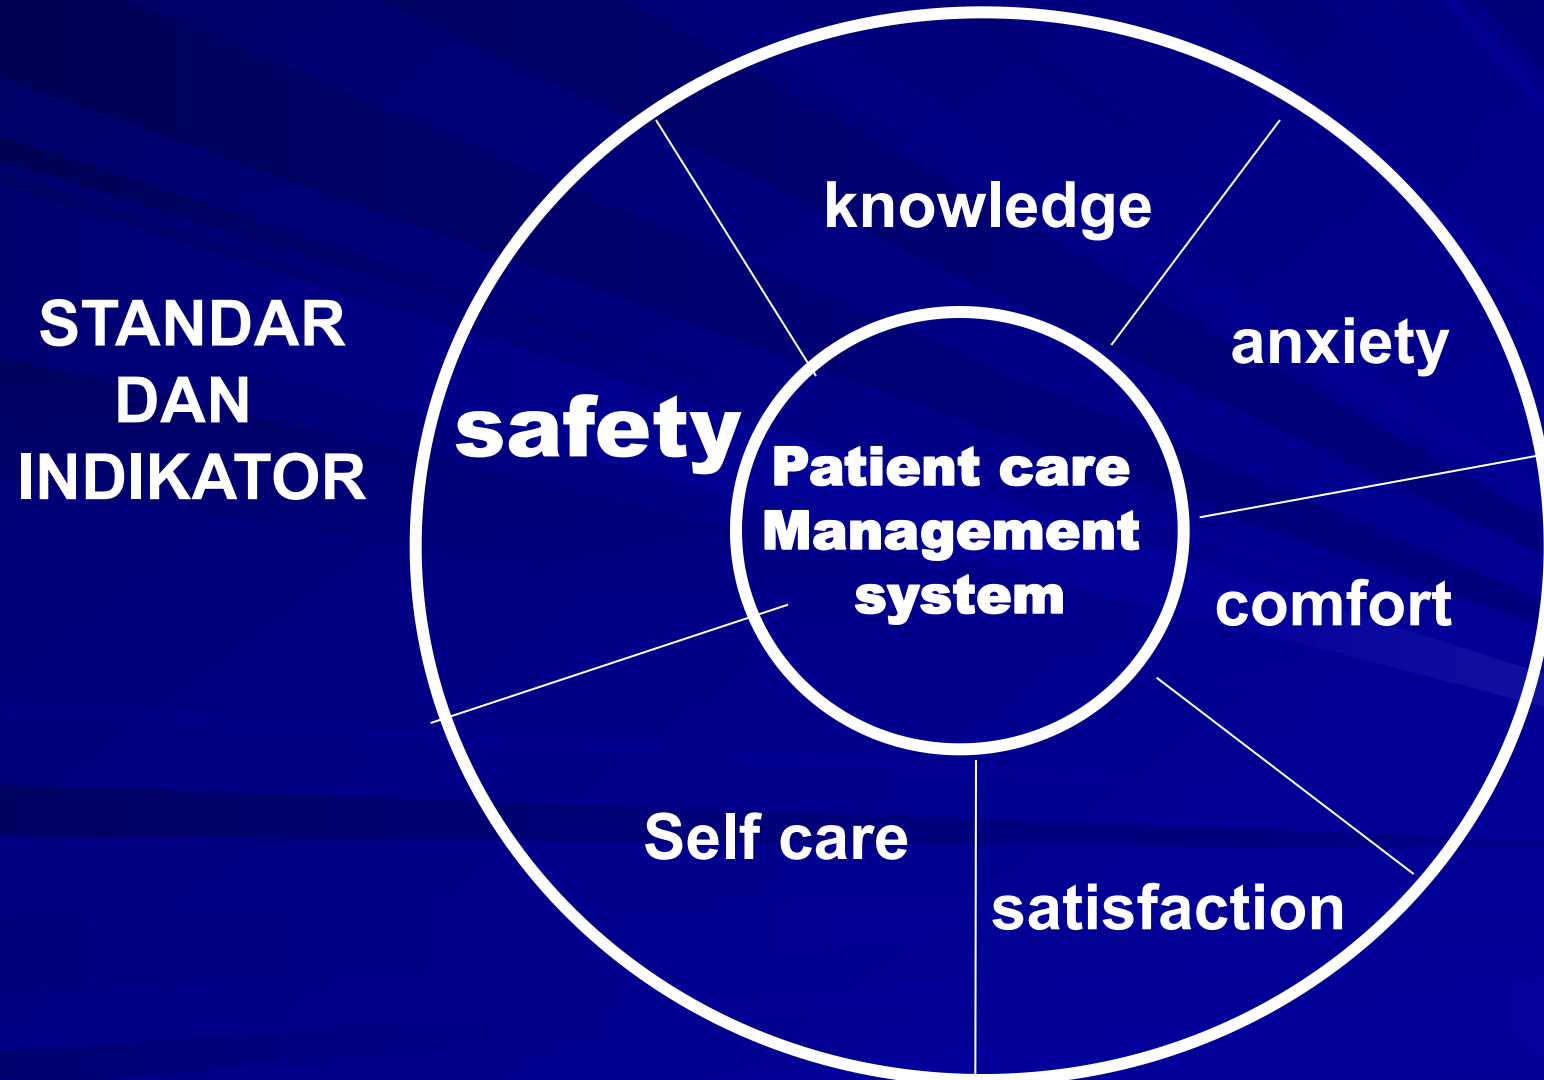 STANDAR
DAN
INDIKATOR
knowledge
anxiety
safety
Patient care
Management
system
comfort
Self care
satisfaction